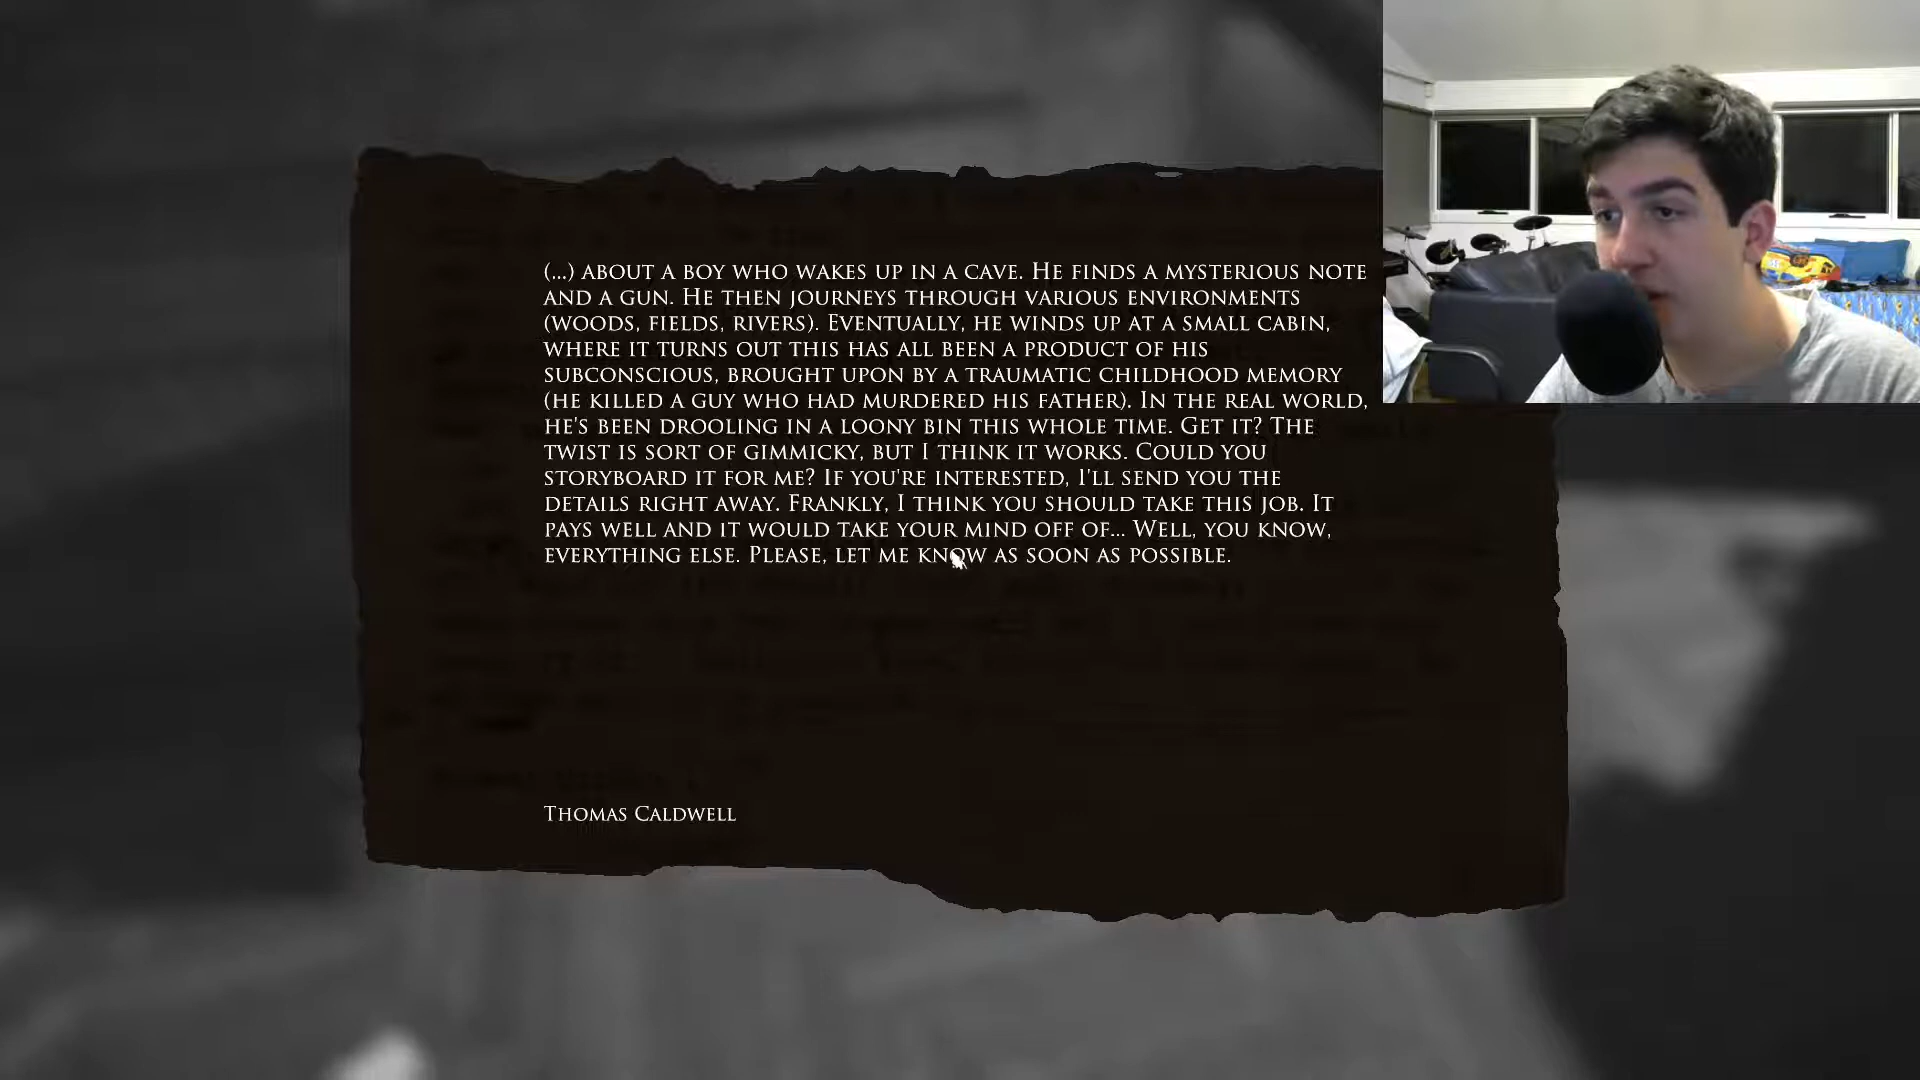 (...) ABOUT A BOY WHO WAKES UP IN A CAVE. HE FINDS A MYSTERIOUS NOTE
AND A GUN. HE THEN JOURNEYS THROUGH VARIOUS ENVIRONMENTS
(WOODS, FIELDS, RIVERS). EVENTUALLY, HE WINDS UP AT A SMALL CABIN,
WHERE IT TURNS OUT THIS HAS ALL BEEN A PRODUCT OF HIS
SUBCONSCIOUS, BROUGHT UPON BY A TRAUMATIC CHILDHOOD MEMORY
(HE KILLED A GUY WHO HAD MURDERED HIS FATHER). IN THE REAL WORLD,
HE'S BEEN DROOLING IN A LOONY BIN THIS WHOLE TIME. GET IT? THE
TWIST IS SORT OF GIMMICKY, BUT I THINK IT WORKS. COULD YOU
STORYBOARD IT FOR ME? IF YOU'RE INTERESTED, I'LL SEND YOU THE
DETAILS RIGHT AWAY. FRANKLY, I THINK YOU SHOULD TAKE THIS JOB. IT
PAYS WELL AND IT WOULD TAKE YOUR MIND OFF OF... WELL, YOU KNOW,
EVERYTHING ELSE. PLEASE, LET ME KNOW AS SOON AS POSSIBLE.
THOMAS CALDWELL